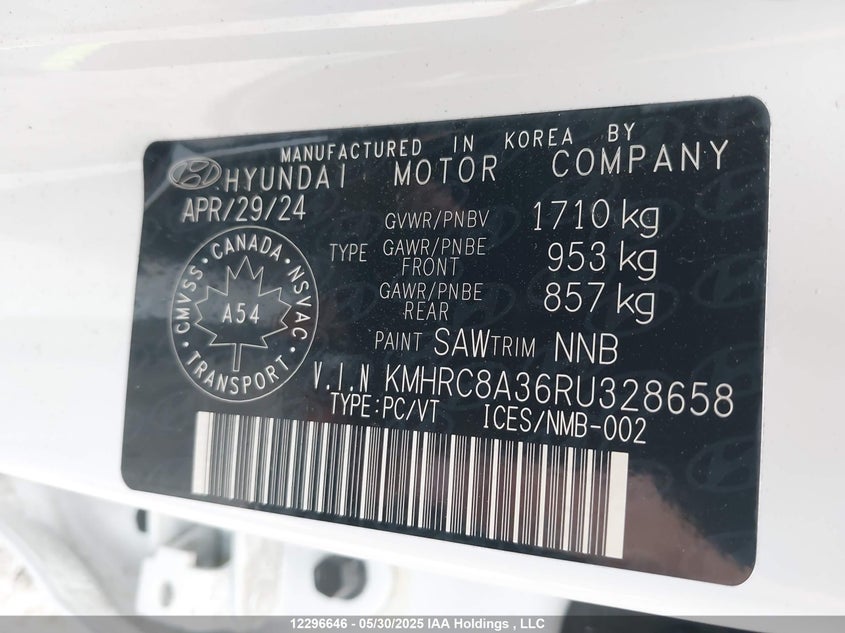 MANUFACTURED IN KOREA BY
HYUNDAI MOTOR COMPANY
APR/29/24
GVWR/PNBV 1710 kg
TYPE GAWR/PNBE FRONT 953 kg
GAWR/PNBE REAR 857 kg
CANADA
CMVSS NSVAC
A54
TRANSPORT
PAINT SAW TRIM NNB
V.I.N KMHRC8A36RU328658
TYPE:PC/VT ICES/NMB-002
12296646 - 05/30/2025 IAA Holdings , LLC